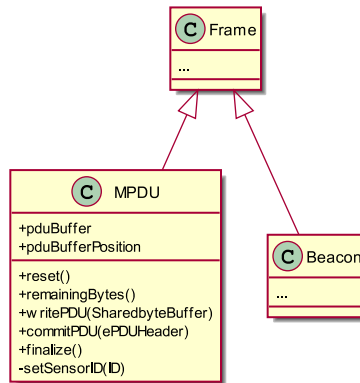 C Frame
...
C MPDU
+pduBuffer
+pduBufferPosition
+reset()
+remainingBytes()
+writePDU(SharedbyteBuffer)
+commitPDU(ePDUHeader)
+finalize()
-setSensorID(ID)
C Beacon
...